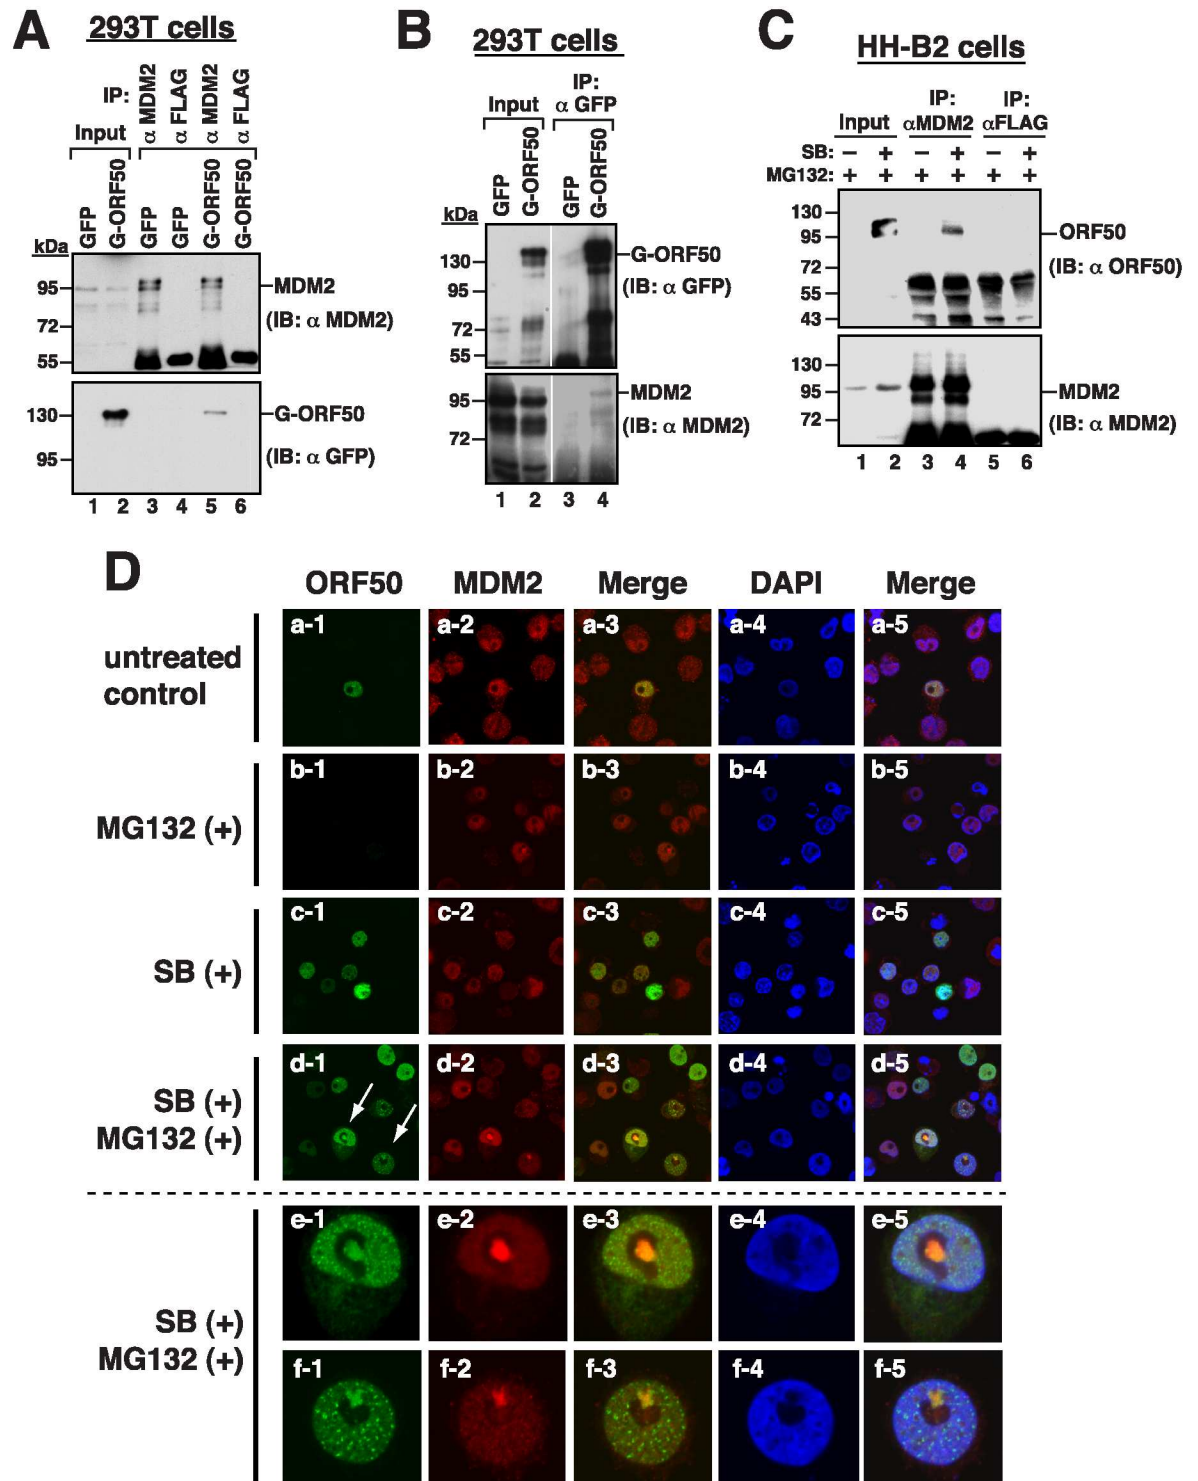 A
293T cells
IP:
α MDM2
α FLAG
α MDM2
α FLAG
Input
GFP
G-ORF50
GFP
GFP
G-ORF50
G-ORF50
kDa
95
72
55
MDM2
(IB: α MDM2)
130
95
G-ORF50
(IB: α GFP)
1 2 3 4 5 6
B
293T cells
IP:
α GFP
Input
GFP
G-ORF50
GFP
G-ORF50
kDa
130
95
72
55
G-ORF50
(IB: α GFP)
95
72
MDM2
(IB: α MDM2)
1 2 3 4
C
HH-B2 cells
IP: IP:
Input αMDM2 αFLAG
SB: − + − + − +
MG132: + + + + + +
130
95
72
55
43
ORF50
(IB: α ORF50)
130
95
72
MDM2
(IB: α MDM2)
1 2 3 4 5 6
D
ORF50 MDM2 Merge DAPI Merge
untreated
control
a-1 a-2 a-3 a-4 a-5
MG132 (+)
b-1 b-2 b-3 b-4 b-5
SB (+)
c-1 c-2 c-3 c-4 c-5
SB (+)
MG132 (+)
d-1 d-2 d-3 d-4 d-5
SB (+)
MG132 (+)
e-1 e-2 e-3 e-4 e-5
f-1 f-2 f-3 f-4 f-5